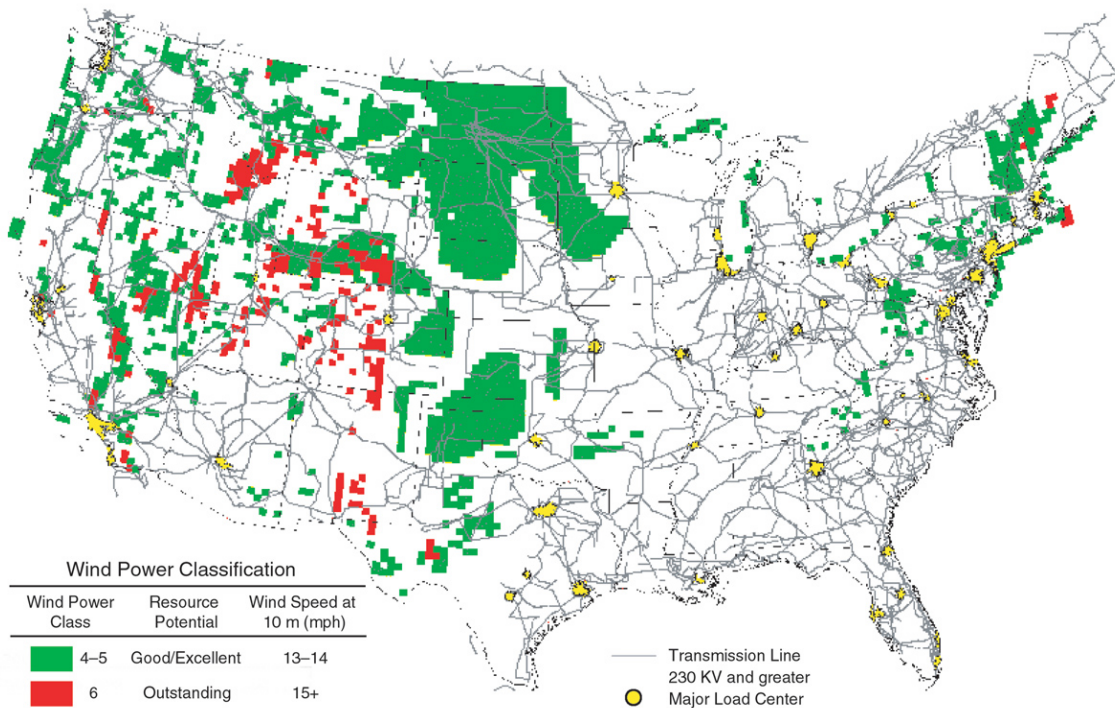 Wind Power Classification
Wind Power Class Resource Potential Wind Speed at 10 m (mph)
4–5 Good/Excellent 13–14
6 Outstanding 15+
Transmission Line
230 KV and greater
Major Load Center